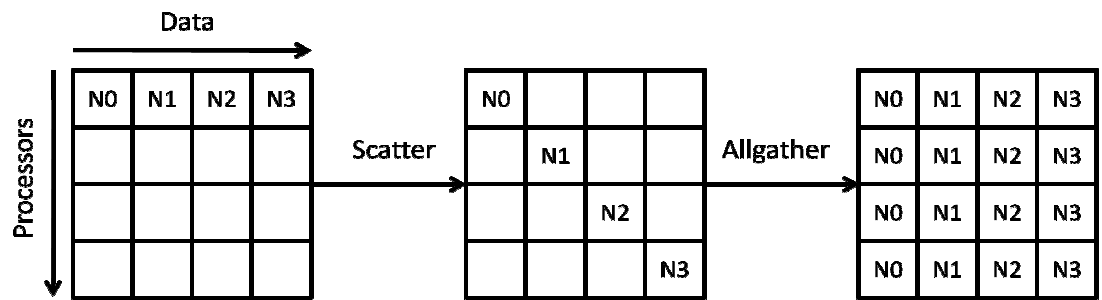 Data
Processors
N0 N1 N2 N3
Scatter
N0
N1
N2
N3
Allgather
N0 N1 N2 N3
N0 N1 N2 N3
N0 N1 N2 N3
N0 N1 N2 N3